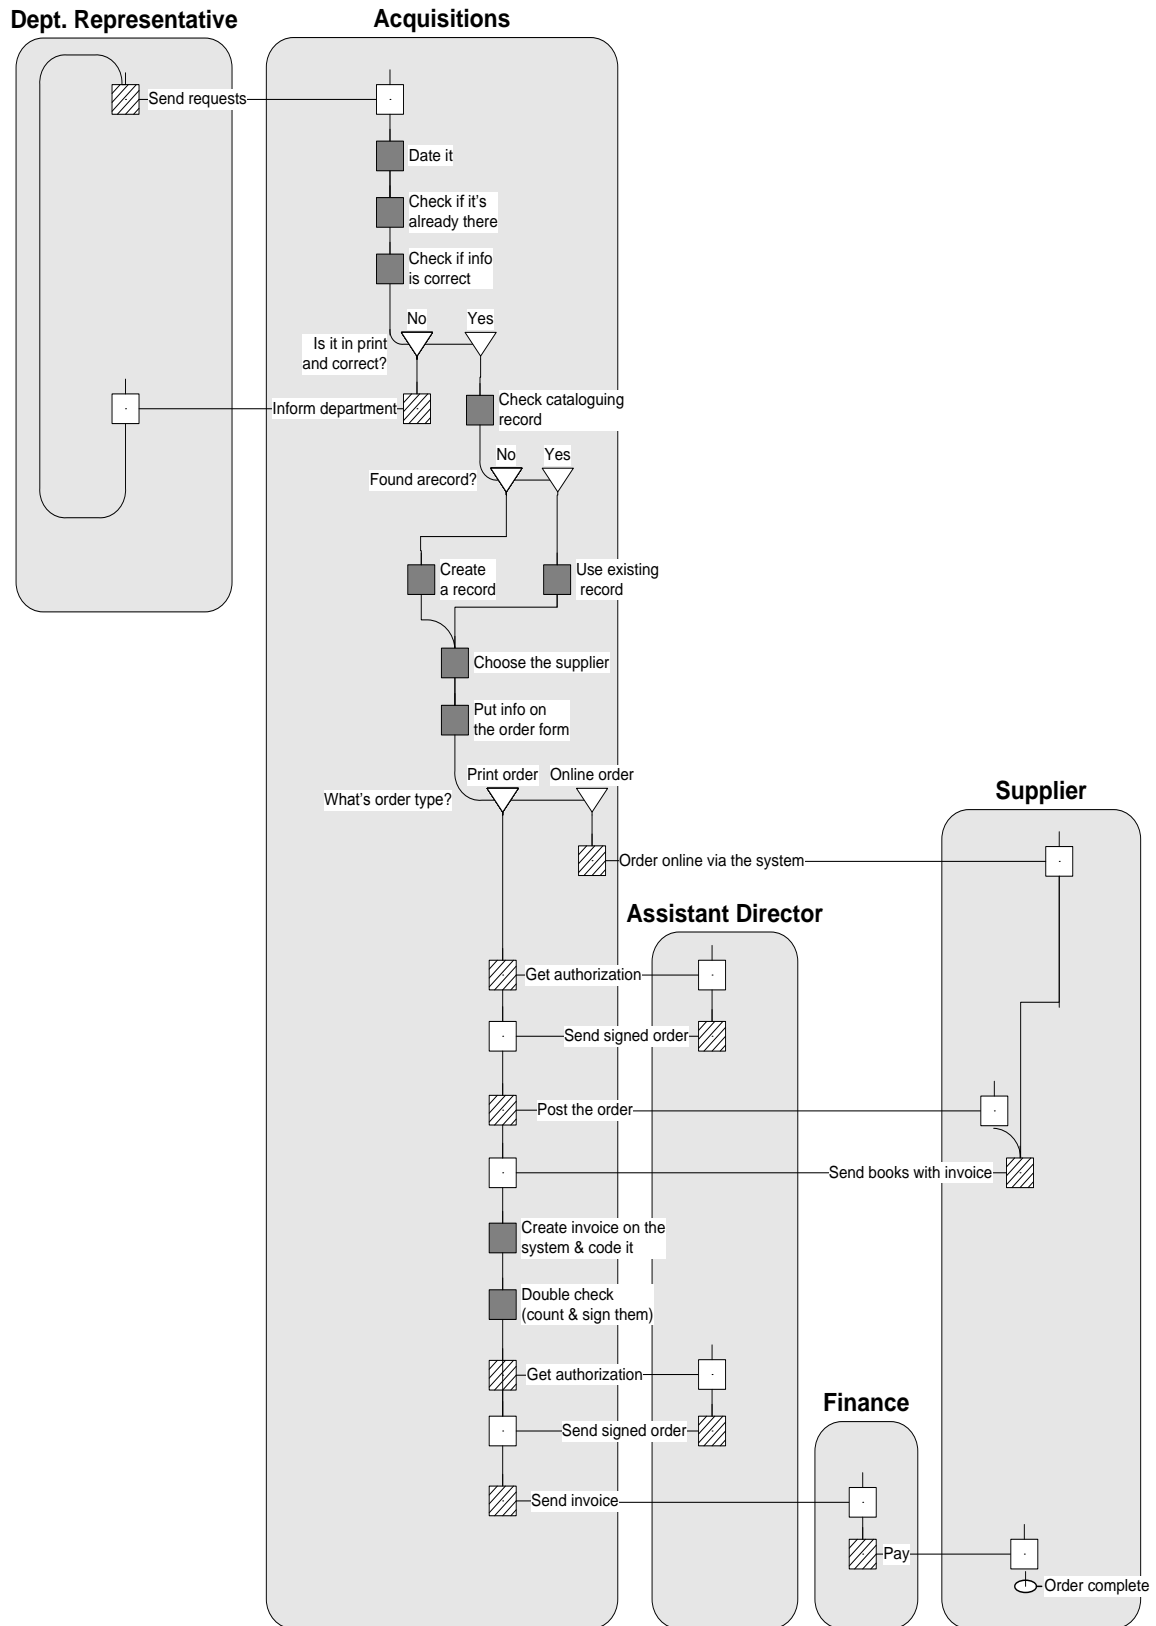 Dept. Representative
Acquisitions
Send requests
Date it
Check if it's
already there
Check if info
is correct
No
Yes
Is it in print
and correct?
Inform department
Check cataloguing
record
No
Yes
Found arecord?
Create
a record
Use existing
record
Choose the supplier
Put info on
the order form
Print order
Online order
What's order type?
Supplier
Order online via the system
Assistant Director
Get authorization
Send signed order
Post the order
Send books with invoice
Create invoice on the
system & code it
Double check
(count & sign them)
Get authorization
Finance
Send signed order
Send invoice
Pay
Order complete